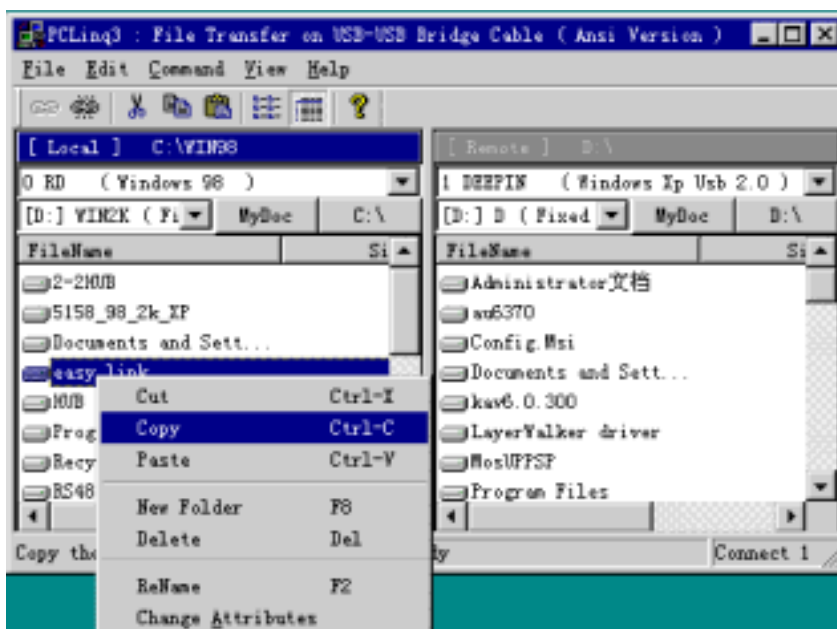 PCLinq3 : File Transfer on USB-USB Bridge Cable ( Ansi Version )
File Edit Command View Help
[ Local ] C:\WIN98
[ Remote ] D:\
0 RD ( Windows 98 )
1 DEEPIN ( Windows Xp Usb 2.0 )
[D:] WIN2K ( Fi MyDoc C:\
[D:] D ( Fixed MyDoc D:\
FileName Si
FileName Si
2-2HUB
5158_98_2k_XP
Documents and Sett...
easy link
HUB
Prog
Recy
RS48
Administrator文档
au6370
Config.Msi
Documents and Sett...
kav6.0.300
LayerWalker driver
MosUPPSP
Program Files
Cut Ctrl-X
Copy Ctrl-C
Paste Ctrl-V
New Folder F8
Delete Del
ReName F2
Change Attributes
Copy the
dy
Connect 1